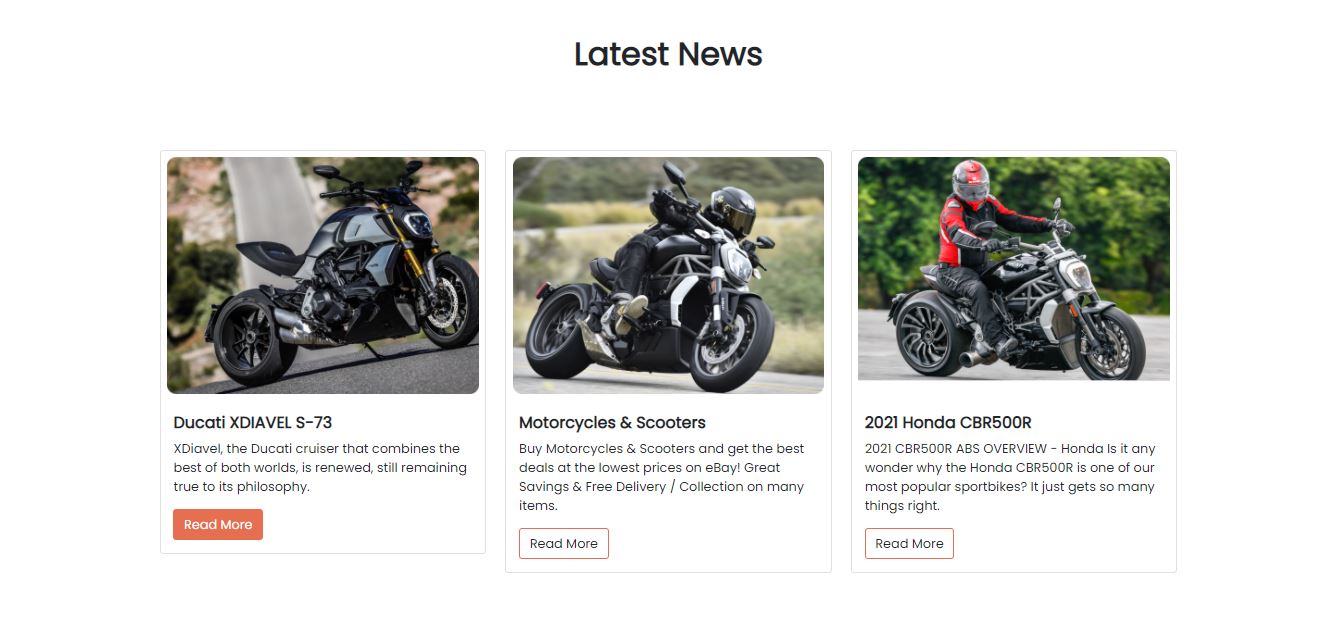 Latest News
Ducati XDIAVEL S-73
XDiavel, the Ducati cruiser that combines the
best of both worlds, is renewed, still remaining
true to its philosophy.
Read More
Motorcycles & Scooters
Buy Motorcycles & Scooters and get the best
deals at the lowest prices on eBay! Great
Savings & Free Delivery / Collection on many
items.
Read More
2021 Honda CBR500R
2021 CBR500R ABS OVERVIEW - Honda Is it any
wonder why the Honda CBR500R is one of our
most popular sportbikes? It just gets so many
things right.
Read More